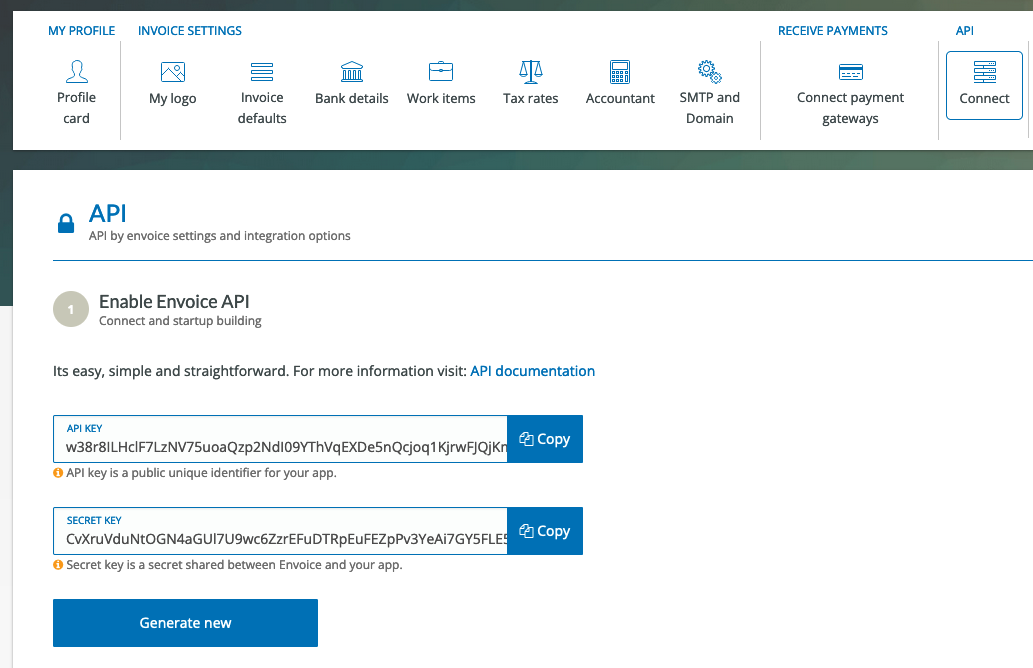 MY PROFILE INVOICE SETTINGS RECEIVE PAYMENTS API
Profile card
My logo
Invoice defaults
Bank details
Work items
Tax rates
Accountant
SMTP and Domain
Connect payment gateways
Connect
API
API by envoice settings and integration options
1
Enable Envoice API
Connect and startup building
Its easy, simple and straightforward. For more information visit: API documentation
API KEY
w38r8ILHclF7LzNV75uoaQzp2NdI09YThVqEXDe5nQcjoq1KjrwFJQjKn
Copy
API key is a public unique identifier for your app.
SECRET KEY
CvXruVduNtOGN4aGUl7U9wc6ZzrEFuDTRpEuFEZpPv3YeAi7GY5FLE5
Copy
Secret key is a secret shared between Envoice and your app.
Generate new